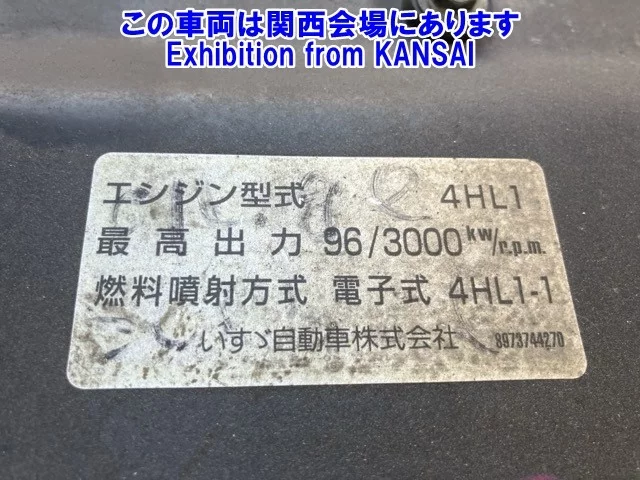 この車両は関西会場にあります
Exhibition from KANSAI
エンジン型式 4HL1
最高出力 96/3000 kw/r.p.m.
燃料噴射方式 電子式 4HL1-1
いすゞ自動車株式会社 8973744270